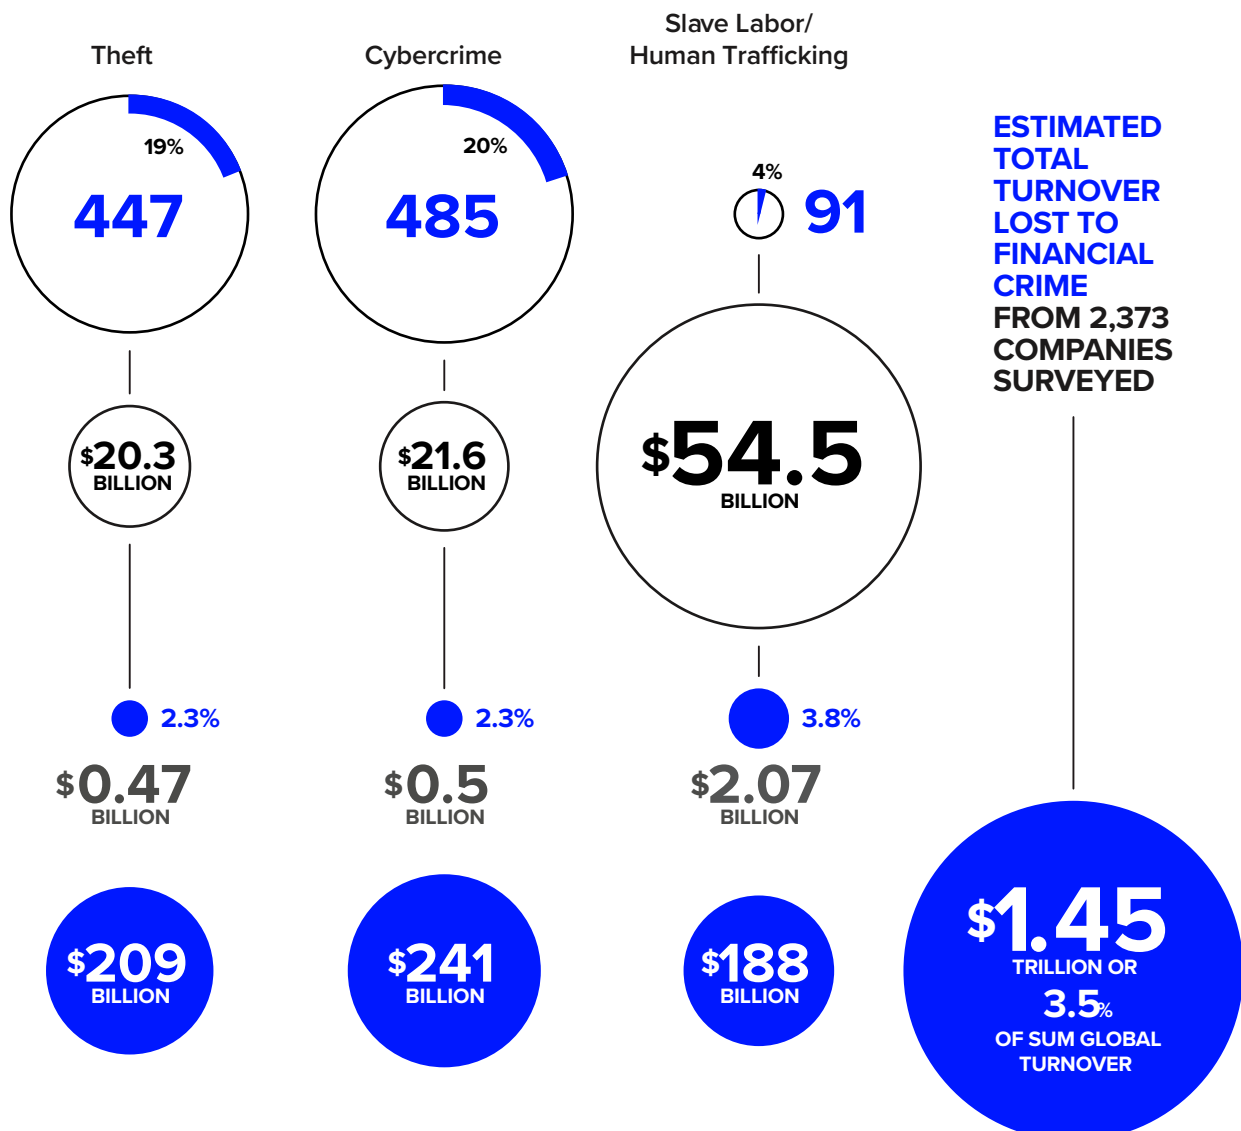 Theft
19%
447
$20.3
BILLION
2.3%
$0.47
BILLION
$209
BILLION
Cybercrime
20%
485
$21.6
BILLION
2.3%
$0.5
BILLION
$241
BILLION
Slave Labor/
Human Trafficking
4%
91
$54.5
BILLION
3.8%
$2.07
BILLION
$188
BILLION
ESTIMATED
TOTAL
TURNOVER
LOST TO
FINANCIAL
CRIME
FROM 2,373
COMPANIES
SURVEYED
$1.45
TRILLION OR
3.5%
OF SUM GLOBAL
TURNOVER